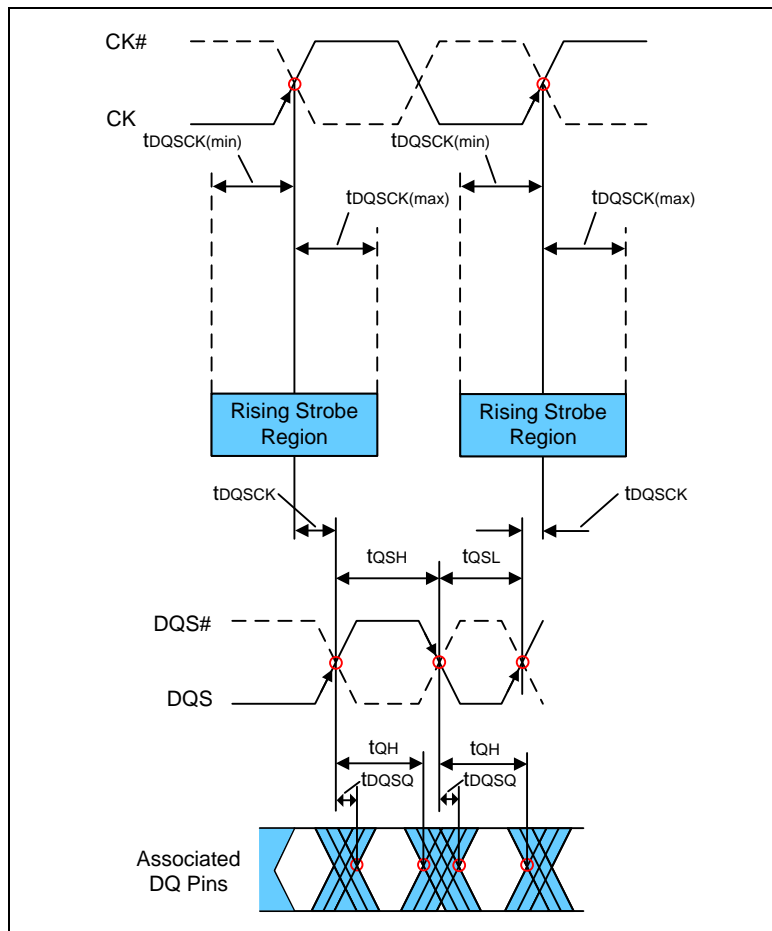 CK#
CK
tDQSCK(min)
tDQSCK(min)
tDQSCK(max)
tDQSCK(max)
Rising Strobe
Region
Rising Strobe
Region
tDQSCK
tDQSCK
tQSH
tQSL
DQS#
DQS
tQH
tQH
tDQSQ
tDQSQ
Associated
DQ Pins